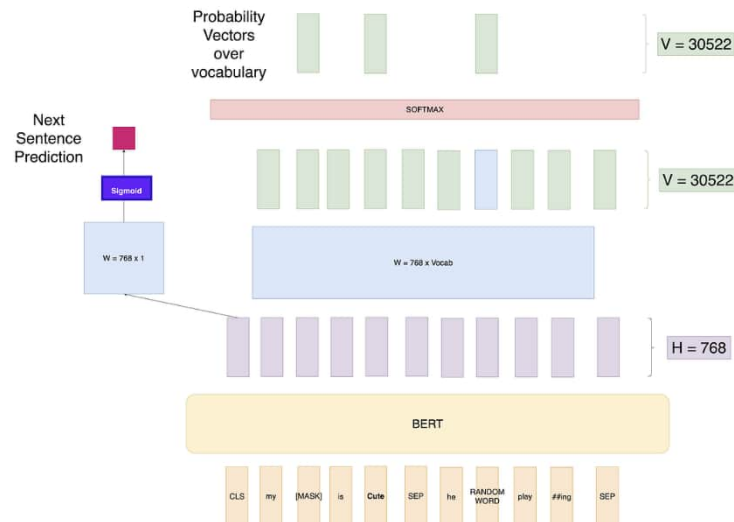 Probability
Vectors
over
vocabulary
V = 30522
SOFTMAX
Next
Sentence
Prediction
Sigmoid
V = 30522
W = 768 x 1
W = 768 x Vocab
H = 768
BERT
CLS
my
[MASK]
is
Cute
SEP
he
RANDOM
WORD
play
##ing
SEP